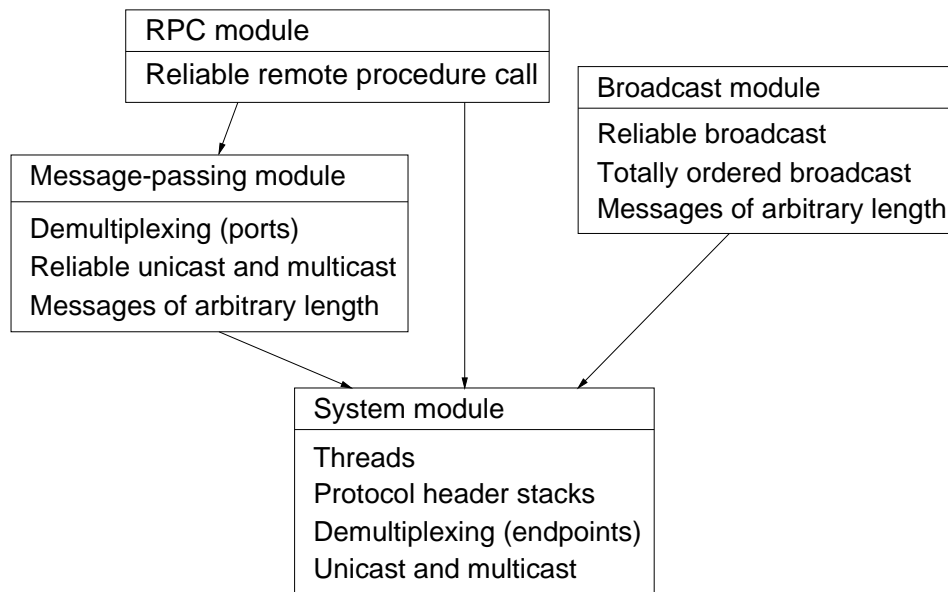 RPC module
Reliable remote procedure call
Broadcast module
Reliable broadcast
Totally ordered broadcast
Messages of arbitrary length
Message-passing module
Demultiplexing (ports)
Reliable unicast and multicast
Messages of arbitrary length
System module
Threads
Protocol header stacks
Demultiplexing (endpoints)
Unicast and multicast